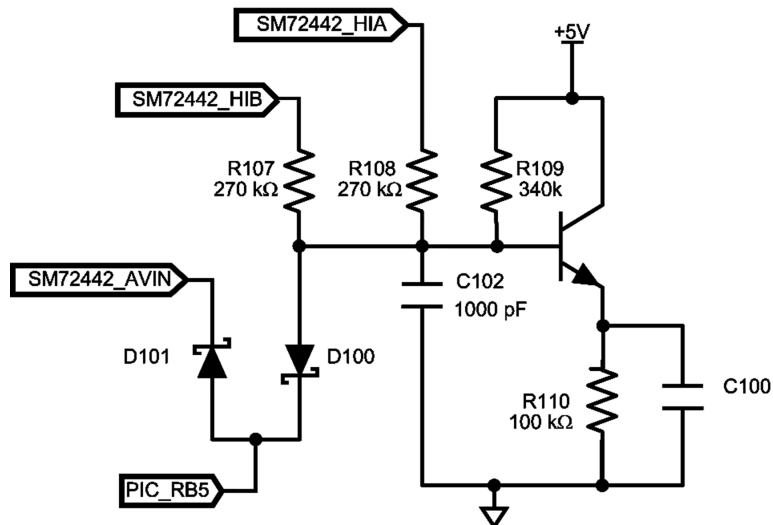 SM72442_HIA
+5V
SM72442_HIB
R107
270 kΩ
R108
270 kΩ
R109
340k
SM72442_AVIN
C102
1000 pF
D101
D100
R110
100 kΩ
C100
PIC_RB5